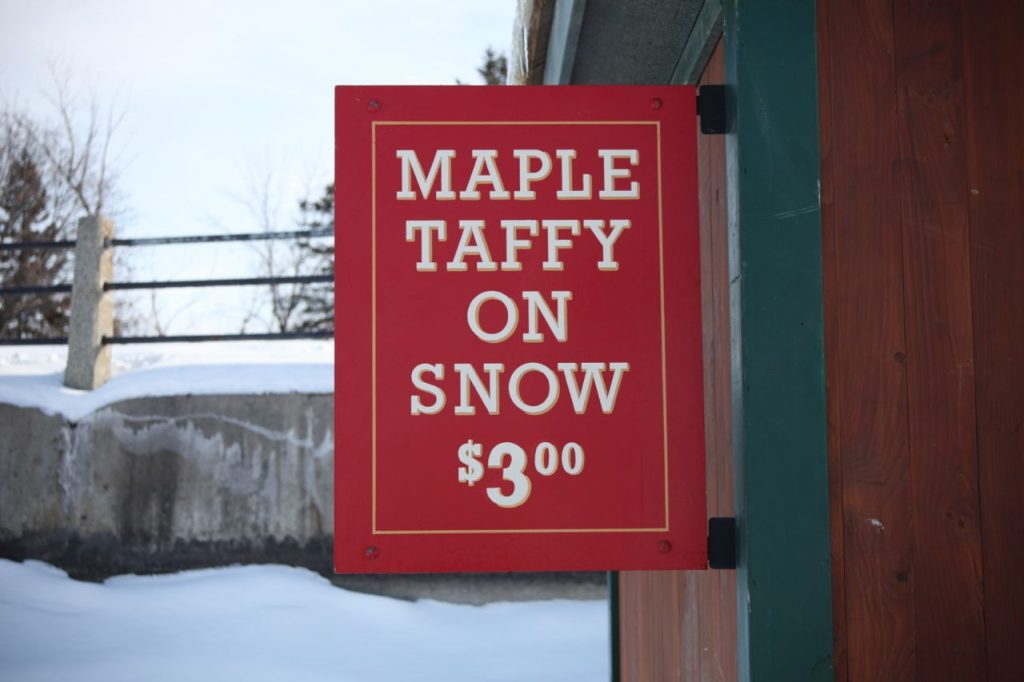 MAPLE
TAFFY
ON
SNOW
$3.00